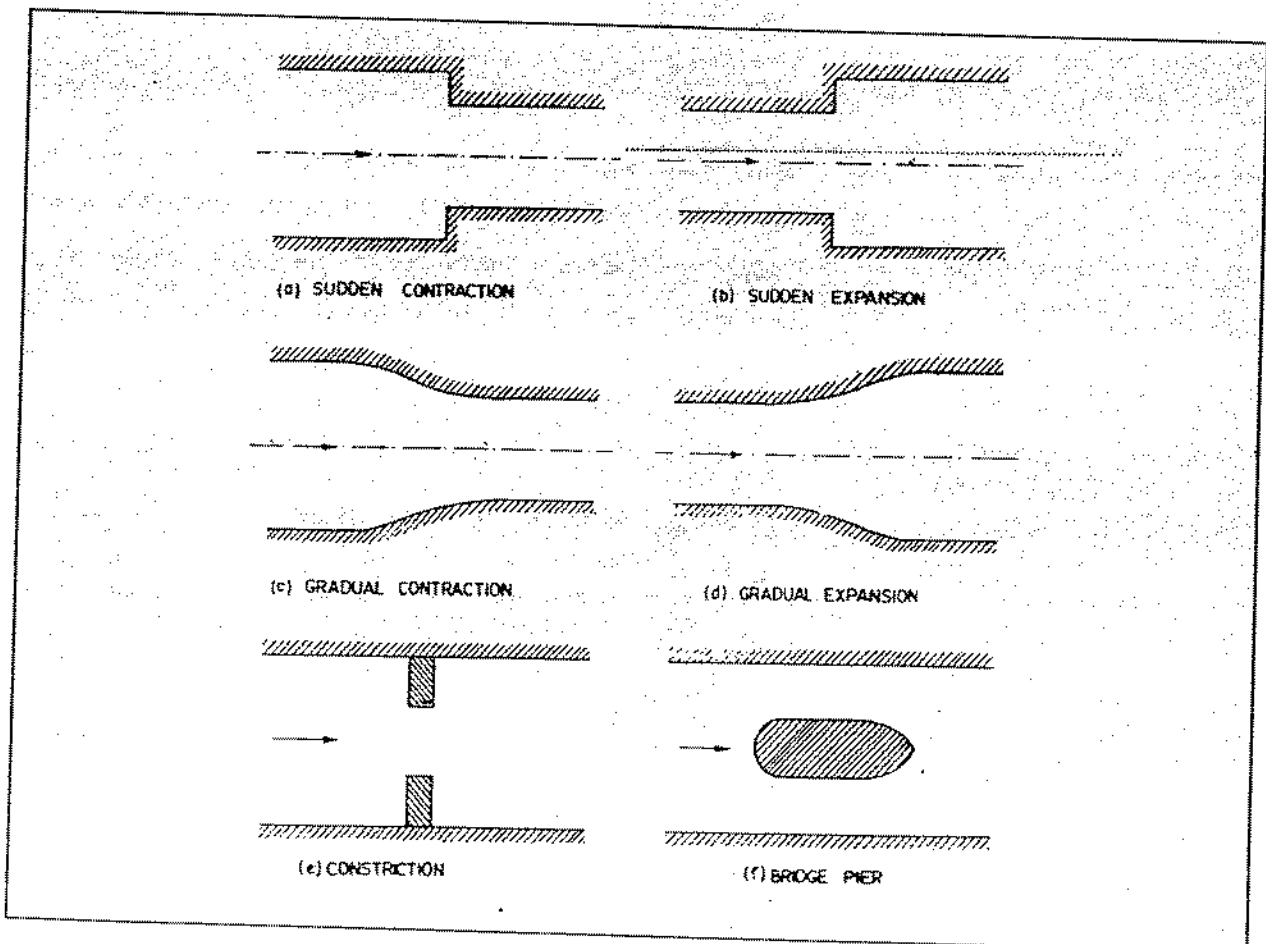 (a) SUDDEN CONTRACTION
(b) SUDDEN EXPANSION
(c) GRADUAL CONTRACTION
(d) GRADUAL EXPANSION
(e) CONSTRICTION
(f) BRIDGE PIER